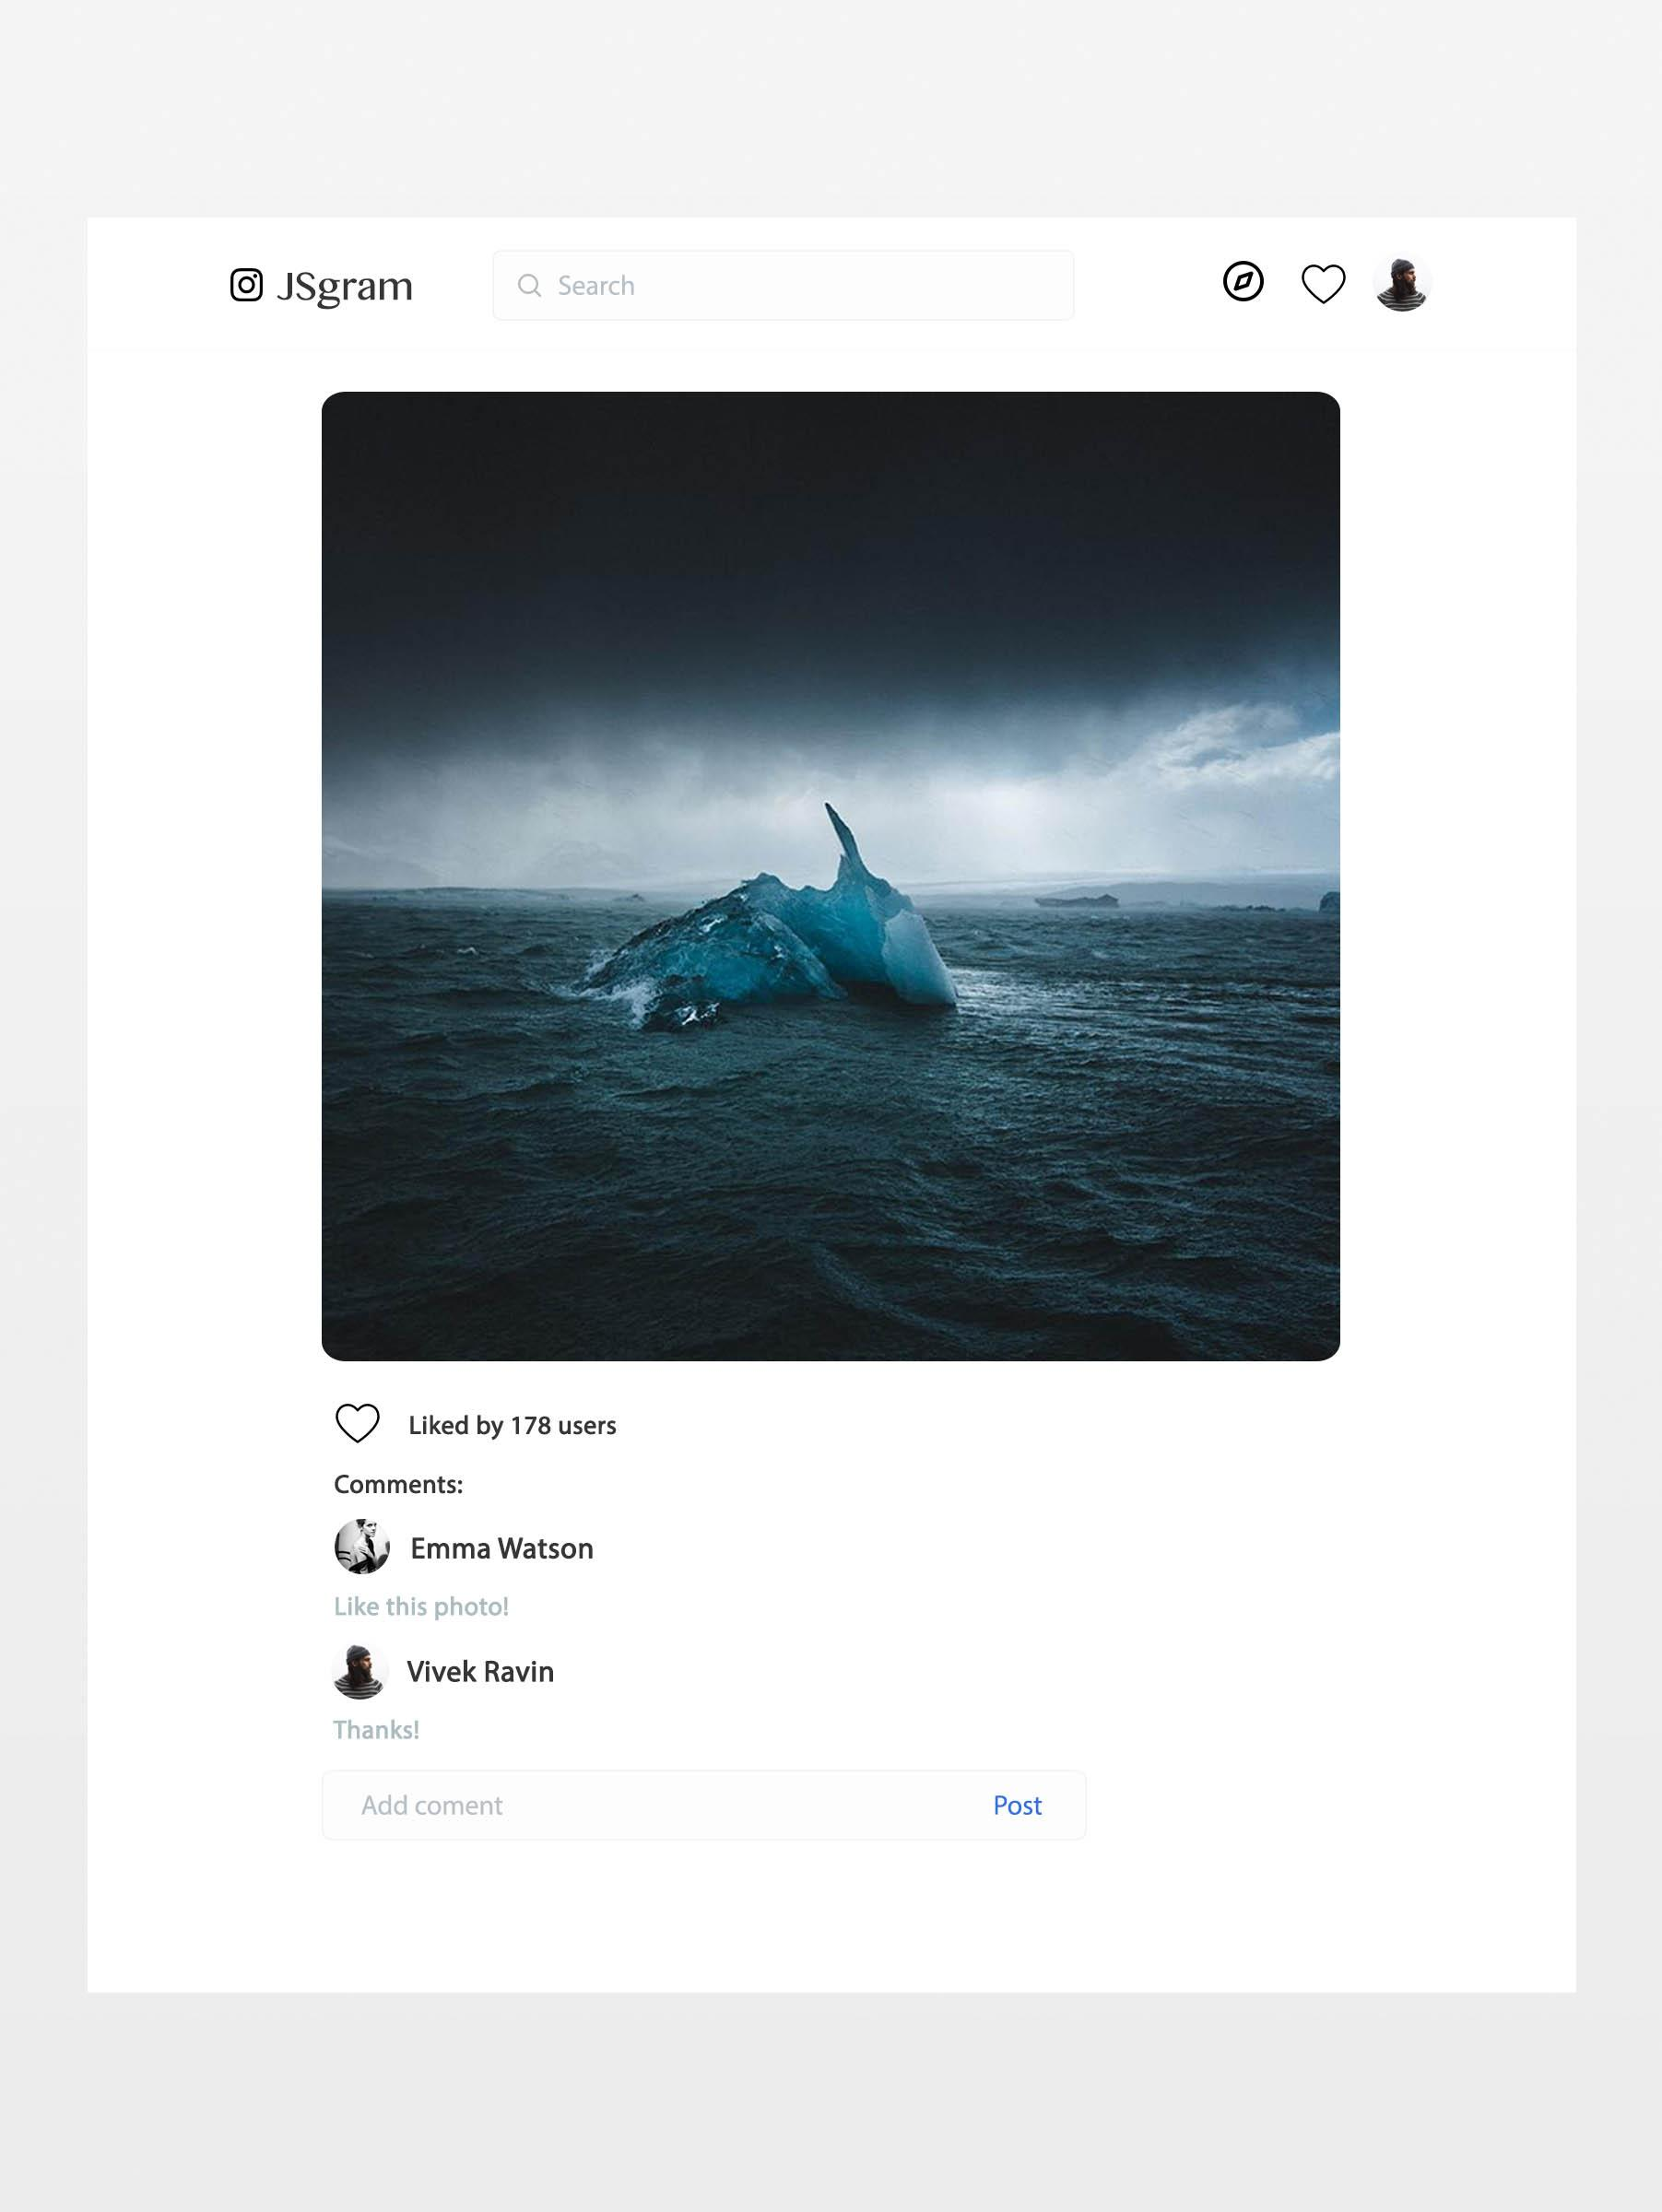 JSgram
Search
Liked by 178 users
Comments:
Emma Watson
Like this photo!
Vivek Ravin
Thanks!
Add coment
Post